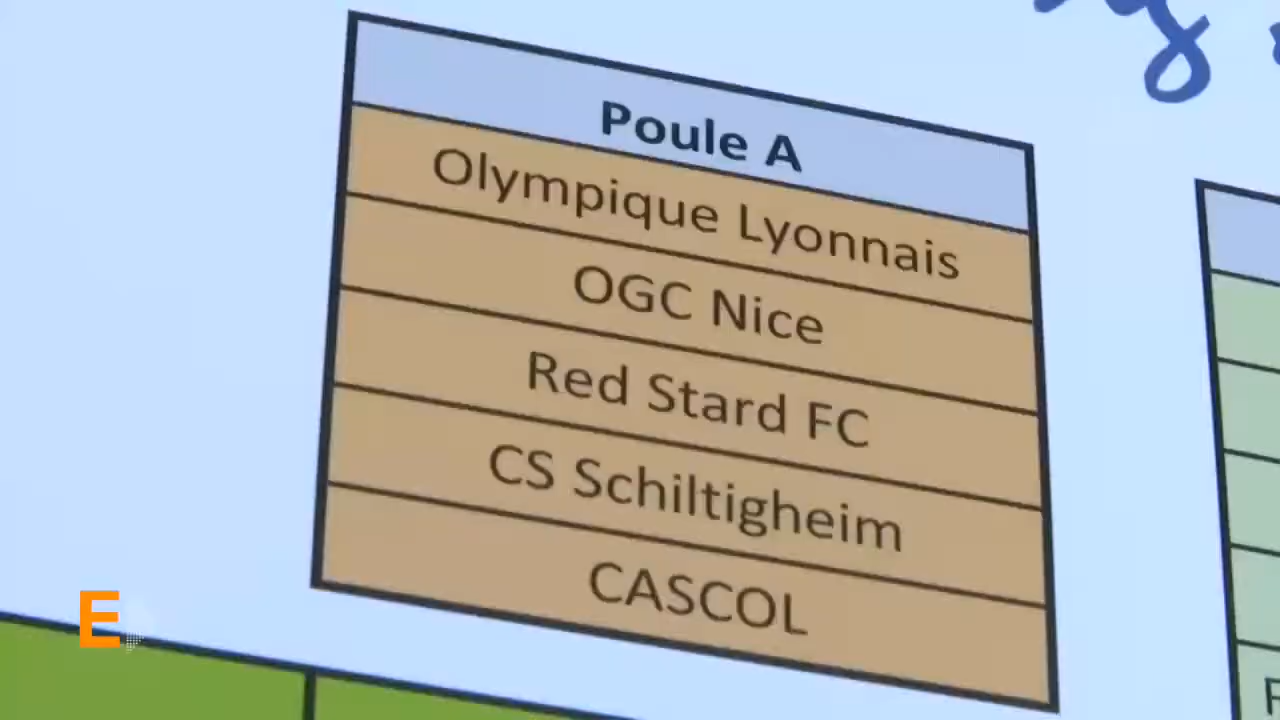 Poule A
Olympique Lyonnais
OGC Nice
Red Stard FC
CS Schiltigheim
CASCOL
E